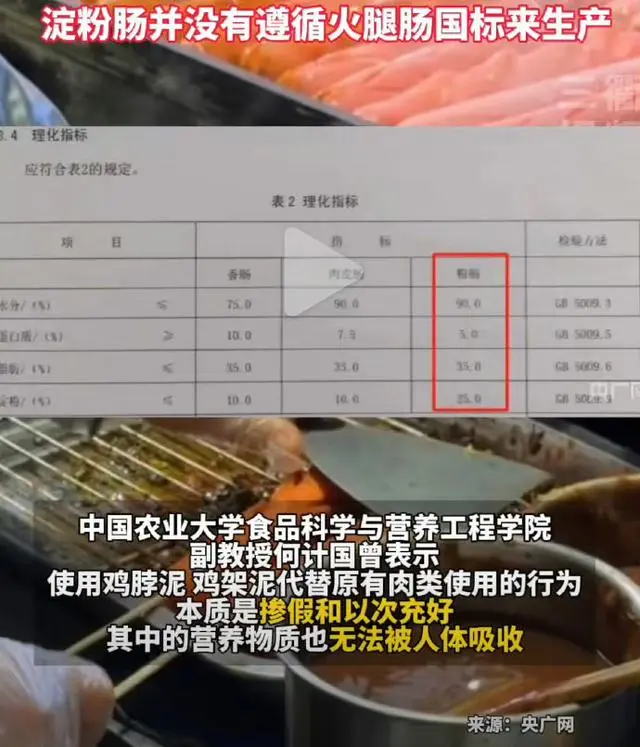 淀粉肠并没有遵循火腿肠国标来生产
3.4 理化指标
应符合表2的规定。
表 2 理化指标
项 目 指 标 检验方法
香肠 肉皮肠 粉肠
水分/(%) ≤ 75.0 90.0 90.0 GB 5009.3
蛋白质/(%) ≥ 10.0 7.5 5.0 GB 5009.5
脂肪/(%) ≤ 35.0 35.0 35.0 GB 5009.6
淀粉/(%) ≤ 10.0 10.0 25.0 GB 5009.9
央广网
中国农业大学食品科学与营养工程学院
副教授何计国曾表示
使用鸡脖泥 鸡架泥代替原有肉类使用的行为
本质是掺假和以次充好
其中的营养物质也无法被人体吸收
来源：央广网